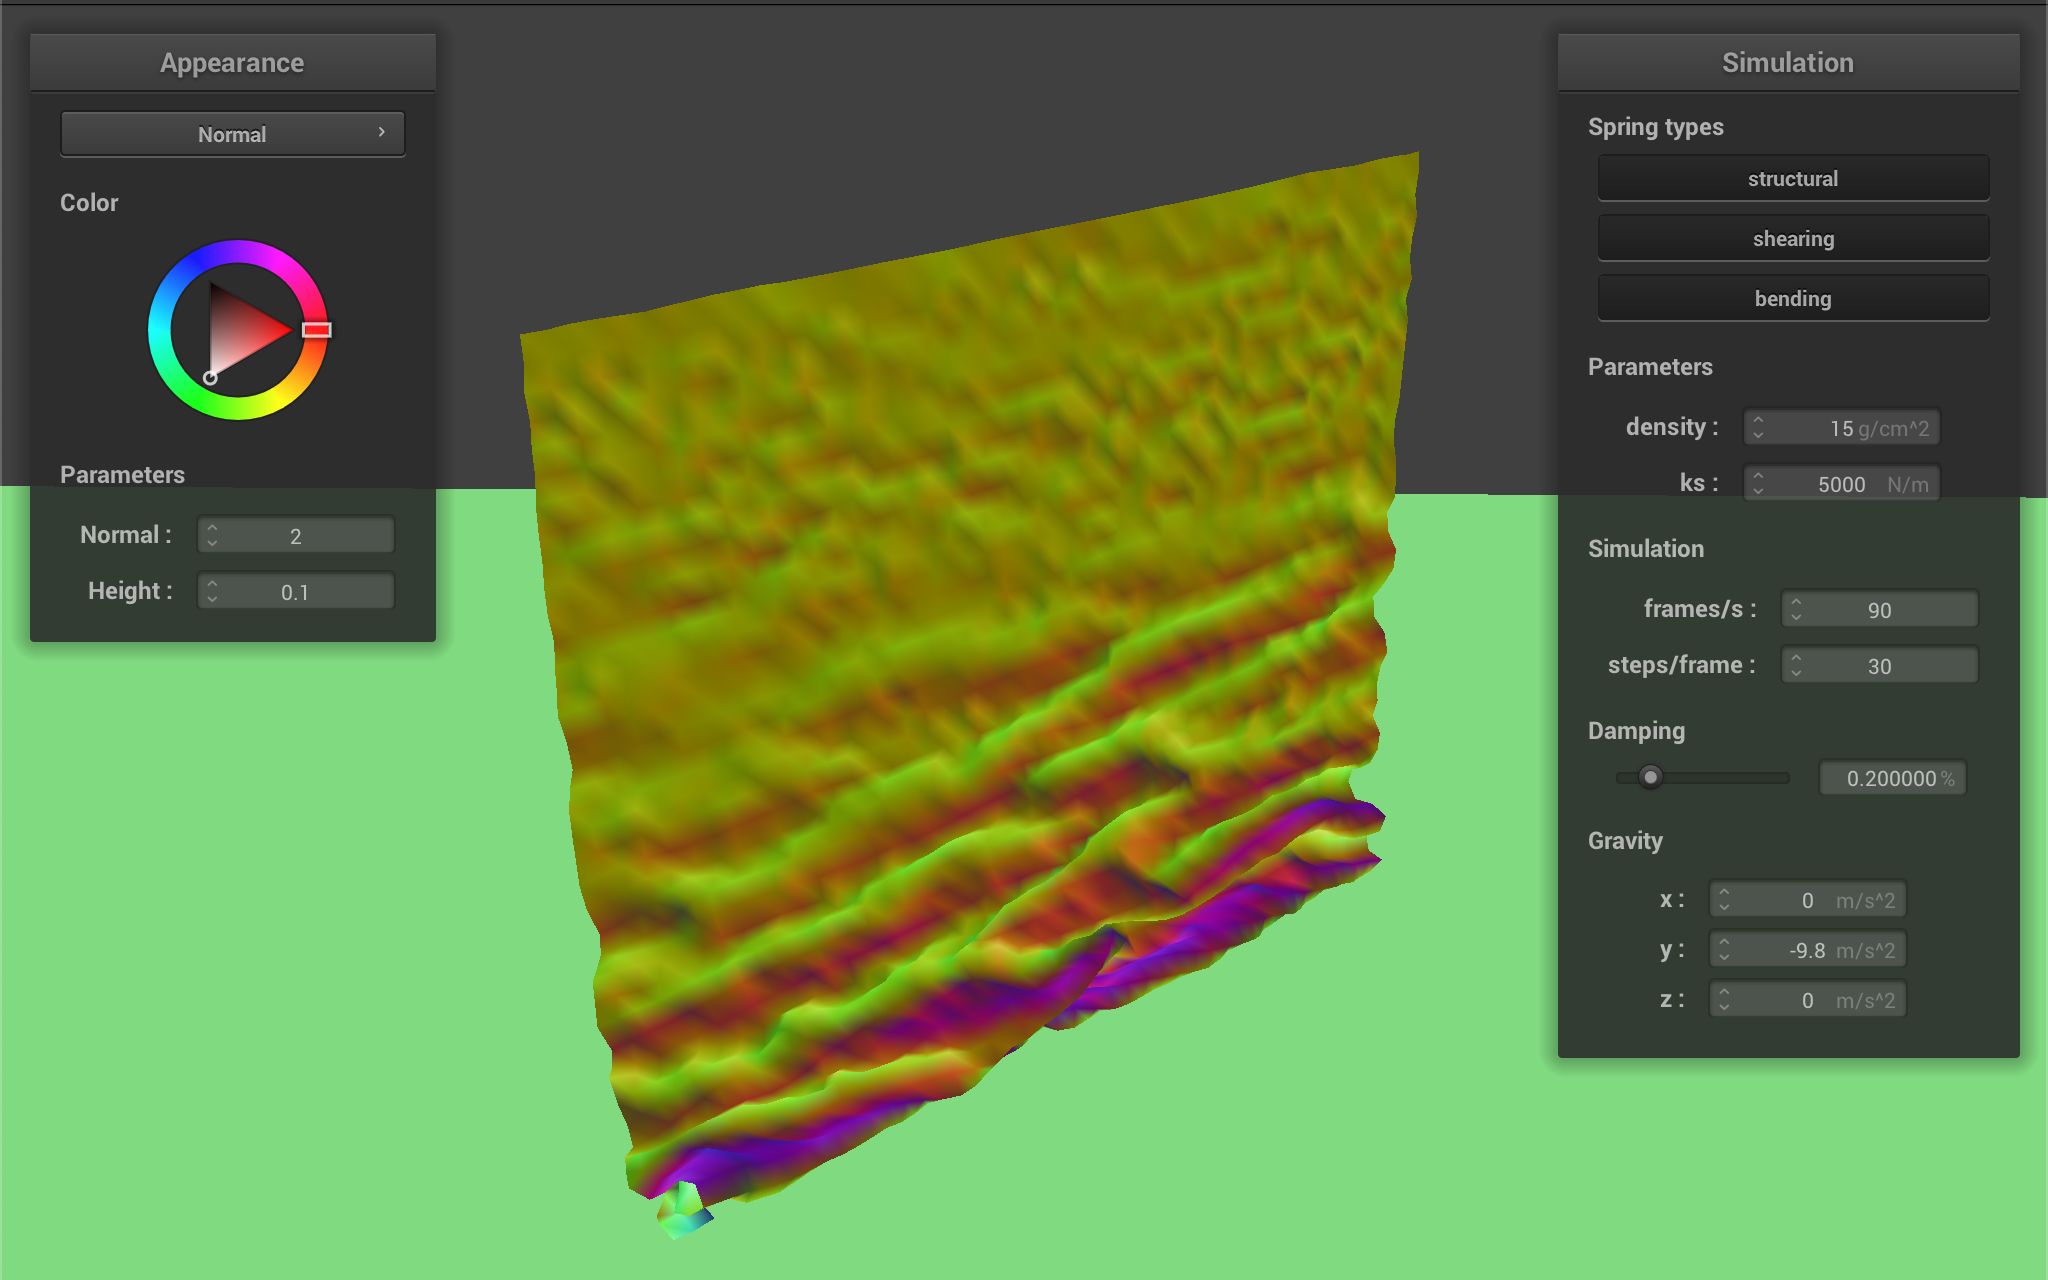 Appearance
Normal
Color
Parameters
Normal : 2
Height : 0.1
Simulation
Spring types
structural
shearing
bending
Parameters
density : 15 g/cm^2
ks : 5000 N/m
Simulation
frames/s : 90
steps/frame : 30
Damping
0.200000 %
Gravity
x : 0 m/s^2
y : -9.8 m/s^2
z : 0 m/s^2